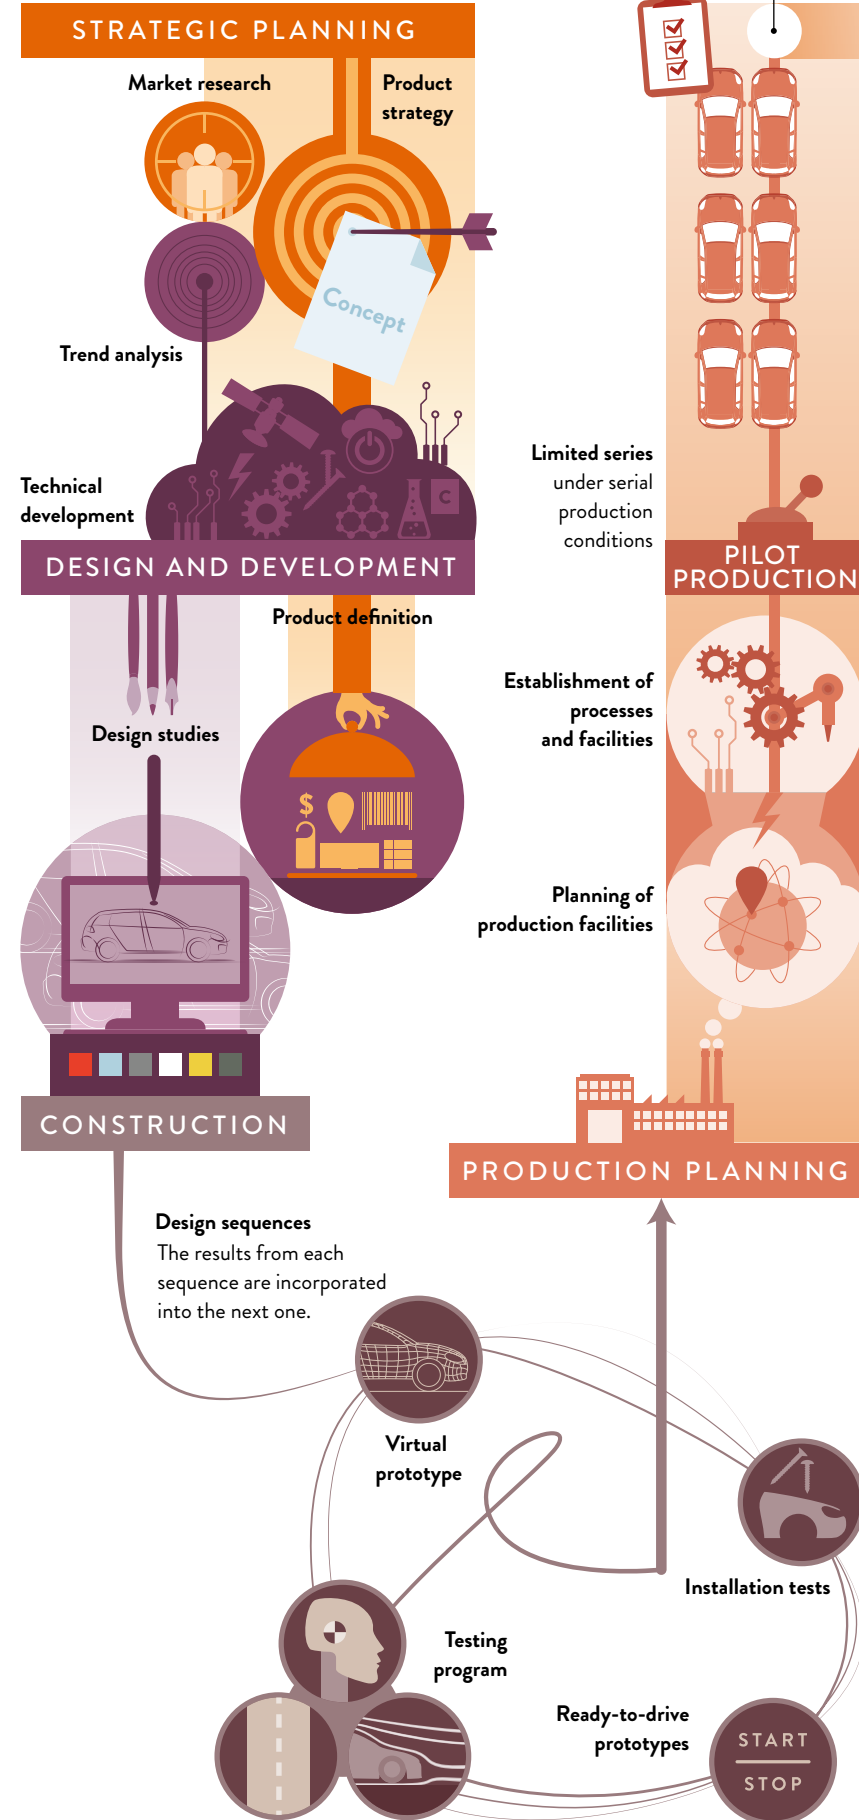 STRATEGIC PLANNING
Market research
Product
strategy
Concept
Trend analysis
Technical
development
C
DESIGN AND DEVELOPMENT
Product definition
Design studies
$
CONSTRUCTION
Design sequences
The results from each
sequence are incorporated
into the next one.
Virtual
prototype
Installation tests
Ready-to-drive
prototypes
START
STOP
Testing
program
PRODUCTION PLANNING
Planning of
production facilities
Establishment of
processes
and facilities
PILOT
PRODUCTION
Limited series
under serial
production
conditions